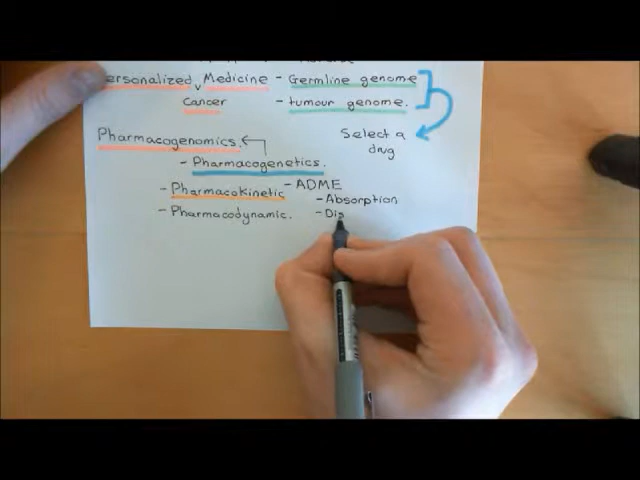 ersonalized Medicine - Germline genome
v
Cancer - tumour genome.
Pharmacogenomics. Select a
drug
- Pharmacogenetics.
- Pharmacokinetic - ADME
- Absorption
- Pharmacodynamic. - Dis